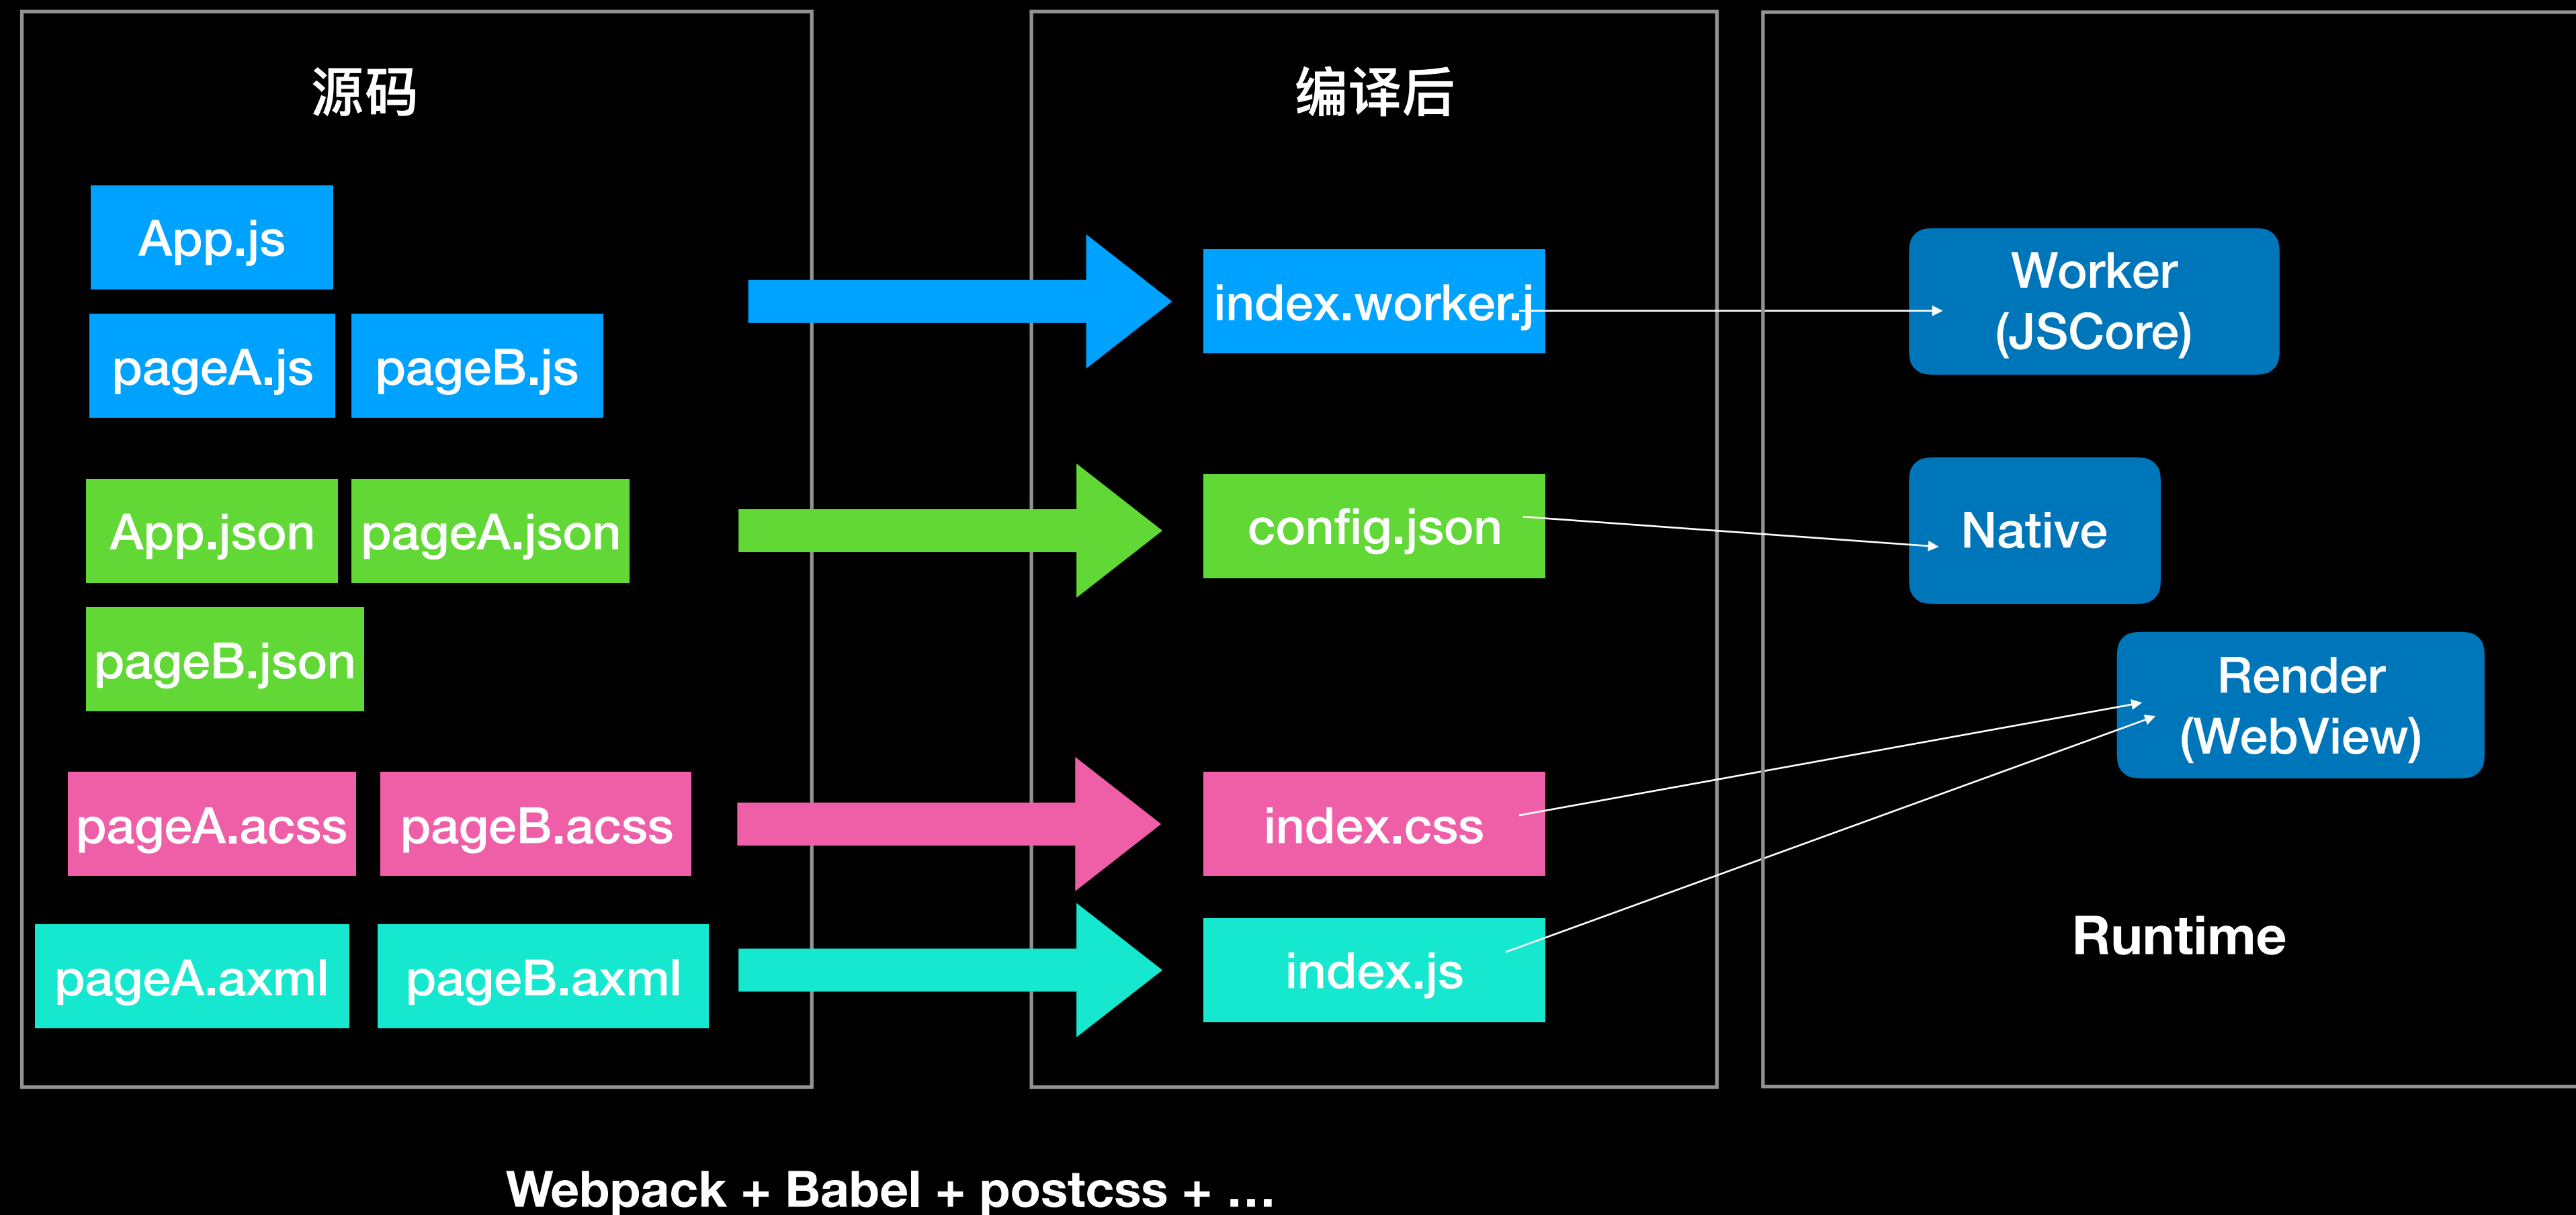 源码
App.js
pageA.js
pageB.js
App.json
pageA.json
pageB.json
pageA.acss
pageB.acss
pageA.axml
pageB.axml
编译后
index.worker.j
config.json
index.css
index.js
Worker
(JSCore)
Native
Render
(WebView)
Runtime
Webpack + Babel + postcss + ...